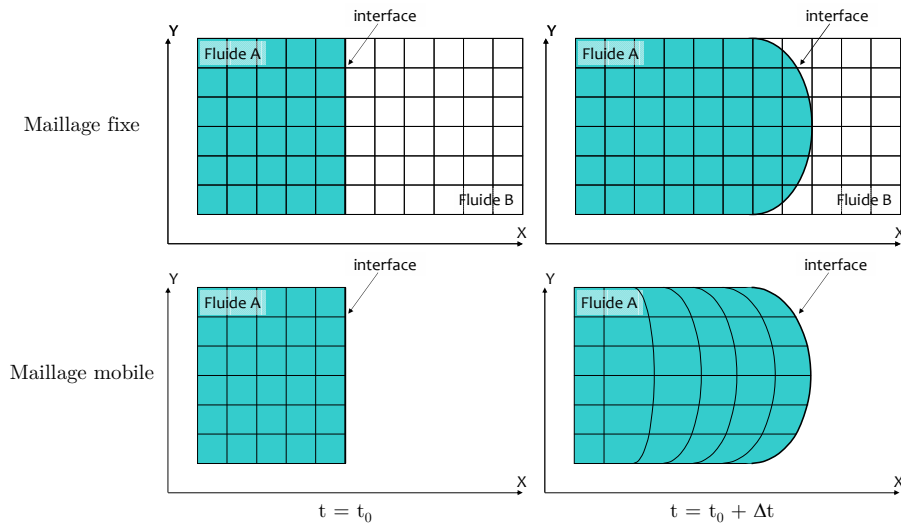 interface
Y
Fluide A
Fluide B
X
interface
Y
Fluide A
Fluide B
X
Maillage fixe
interface
Y
Fluide A
X
interface
Y
Fluide A
X
Maillage mobile
t = t₀
t = t₀ + Δt